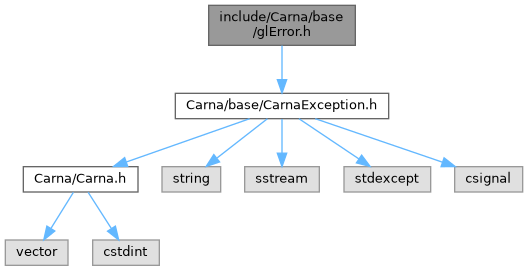 include/Carna/base
/glError.h
Carna/base/CarnaException.h
Carna/Carna.h
string
sstream
stdexcept
csignal
vector
cstdint